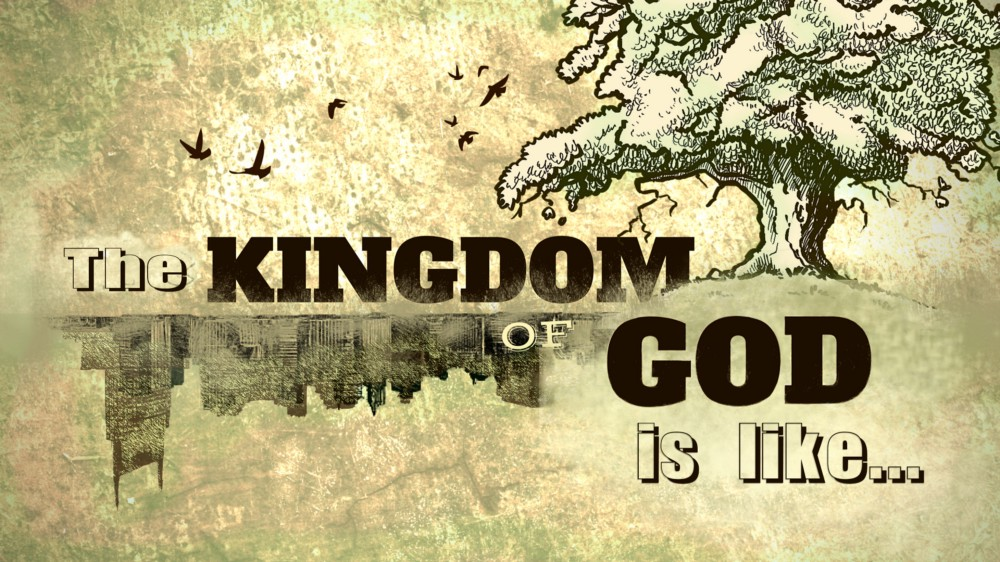 The KINGDOM
OF
GOD
is like...